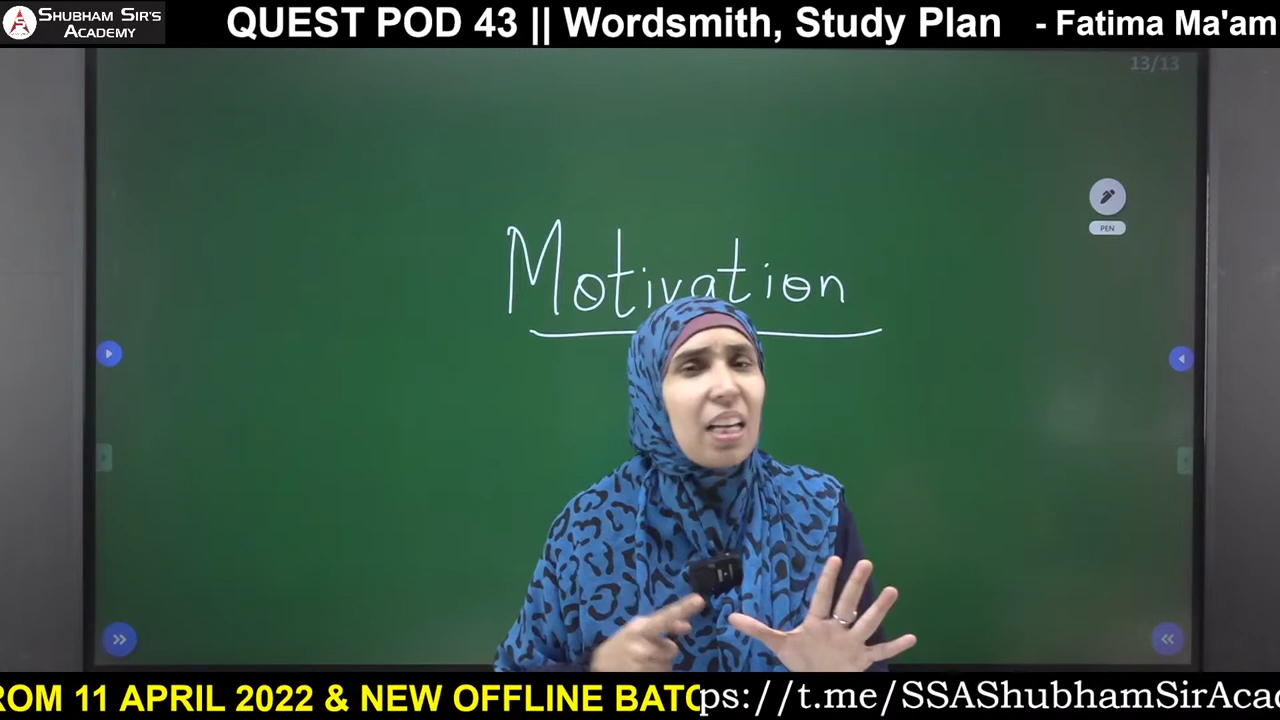 SHUBHAM SIR'S
ACADEMY
QUEST POD 43 || Wordsmith, Study Plan - Fatima Ma'am
13/13
PEN
Motivation
ROM 11 APRIL 2022 & NEW OFFLINE BATC
ps://t.me/SSAShubhamSirAcad